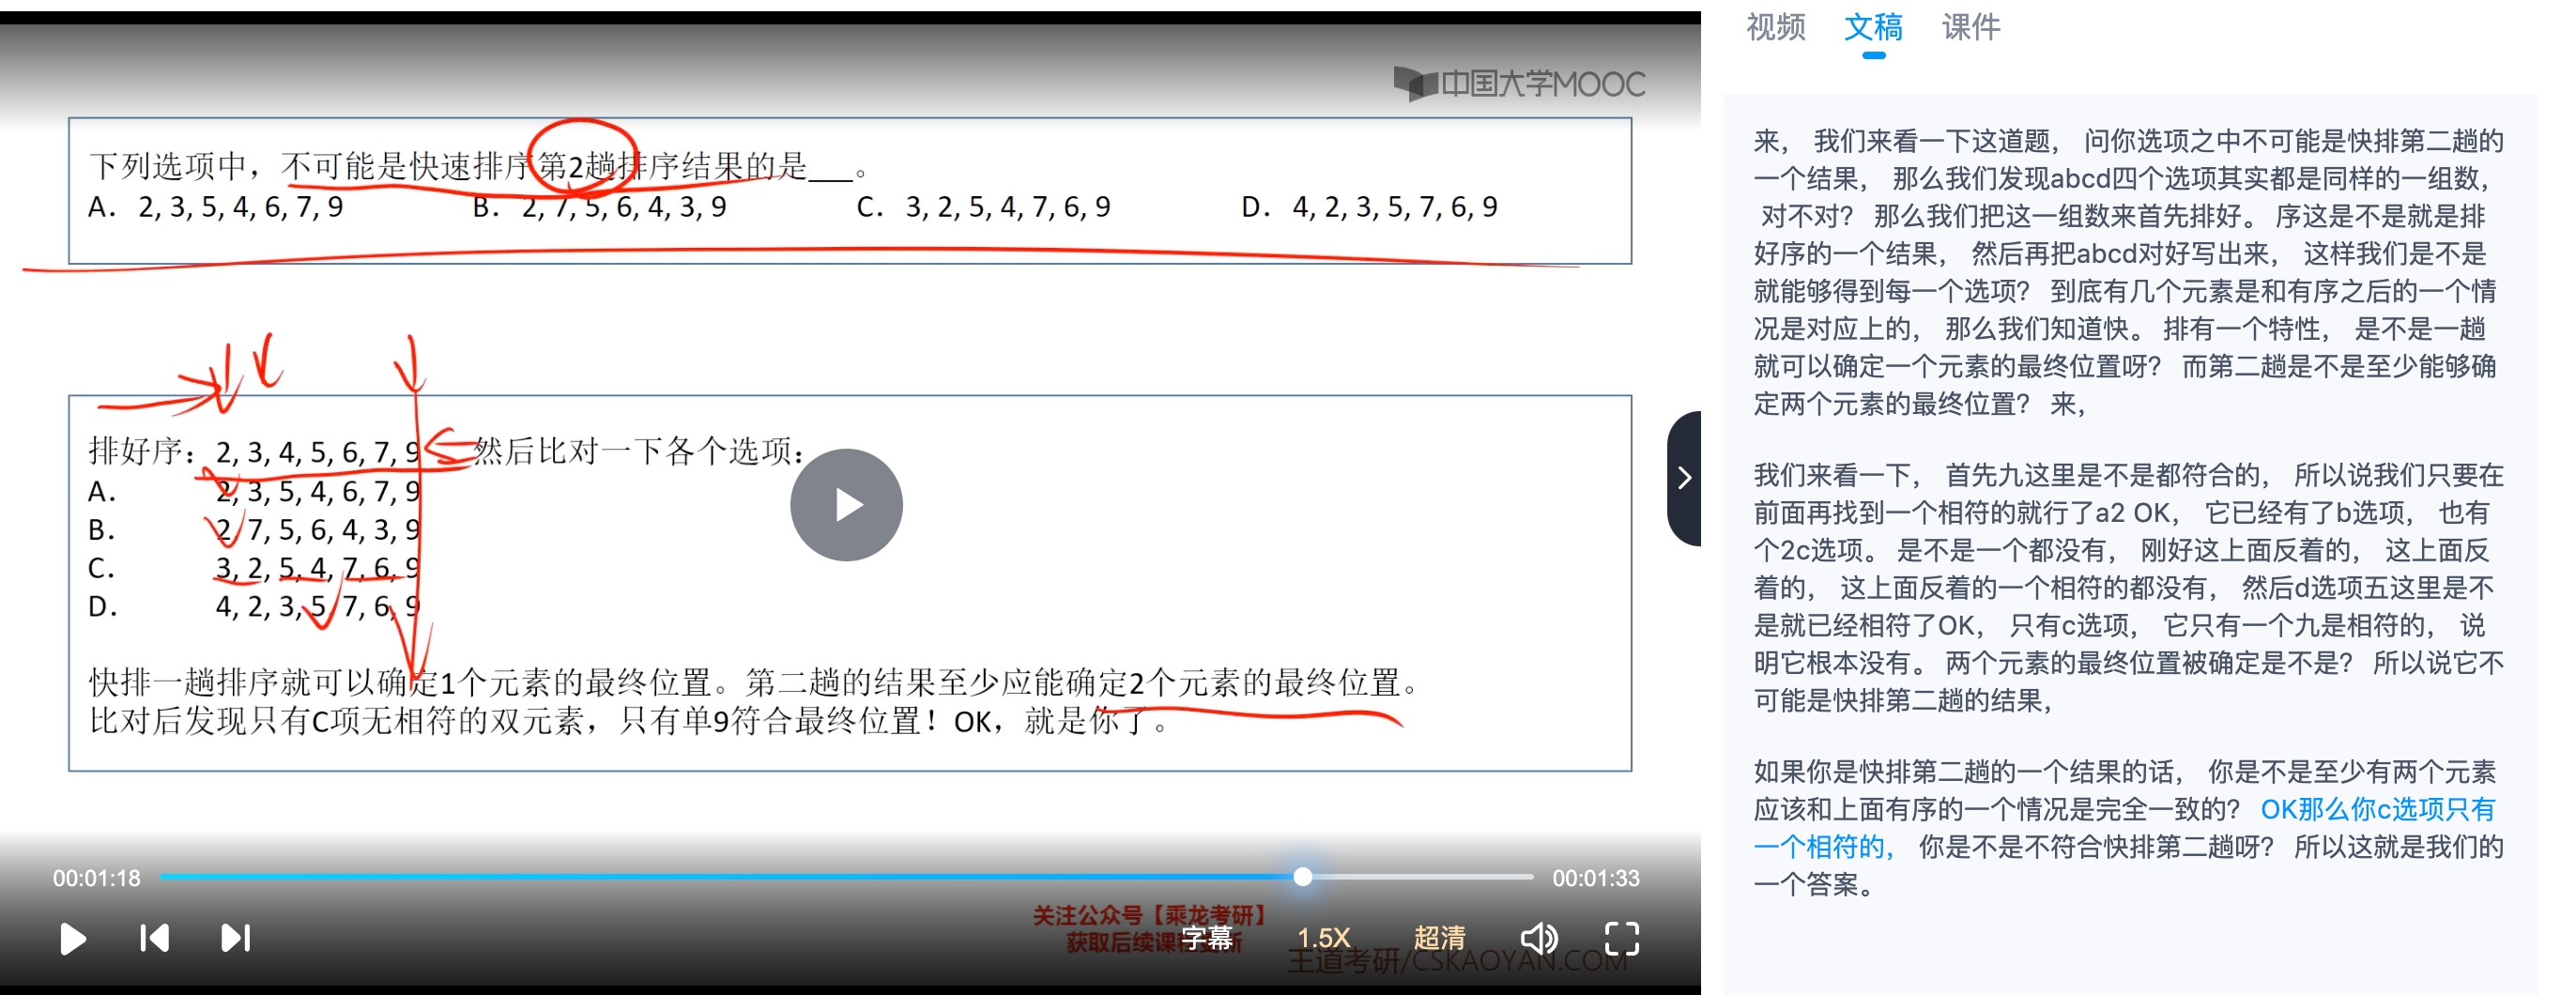 中国大学MOOC
下列选项中，不可能是快速排序第2趟排序结果的是___。
A. 2, 3, 5, 4, 6, 7, 9 B. 2, 7, 5, 6, 4, 3, 9 C. 3, 2, 5, 4, 7, 6, 9 D. 4, 2, 3, 5, 7, 6, 9
排好序：2, 3, 4, 5, 6, 7, 9 然后比对一下各个选项：
A. 2, 3, 5, 4, 6, 7, 9
B. 2, 7, 5, 6, 4, 3, 9
C. 3, 2, 5, 4, 7, 6, 9
D. 4, 2, 3, 5, 7, 6, 9
快排一趟排序就可以确定1个元素的最终位置。第二趟的结果至少应能确定2个元素的最终位置。
比对后发现只有C项无相符的双元素，只有单9符合最终位置！OK，就是你了。
00:01:18
00:01:33
关注公众号【乘龙考研】
获取后续课程更新
字幕 1.5X 超清
王道考研/CSKAOYAN.COM
视频 文稿 课件
来， 我们来看一下这道题， 问你选项之中不可能是快排第二趟的
一个结果， 那么我们发现abcd四个选项其实都是同样的一组数，
对不对？ 那么我们把这一组数来首先排好。 序这是不是就是排
好序的一个结果， 然后再把abcd对好写出来， 这样我们是不是
就能够得到每一个选项？ 到底有几个元素是和有序之后的一个情
况是对应上的， 那么我们知道快。 排有一个特性， 是不是一趟
就可以确定一个元素的最终位置呀？ 而第二趟是不是至少能够确
定两个元素的最终位置？ 来，
我们来看一下， 首先九这里是不是都符合的， 所以说我们只要在
前面再找到一个相符的就行了a2 OK， 它已经有了b选项， 也有
个2c选项。 是不是一个都没有， 刚好这上面反着的， 这上面反
着的， 这上面反着的一个相符的都没有， 然后d选项五这里是不
是就已经相符了OK， 只有c选项， 它只有一个九是相符的， 说
明它根本没有。 两个元素的最终位置被确定是不是？ 所以说它不
可能是快排第二趟的结果，
如果你是快排第二趟的一个结果的话， 你是不是至少有两个元素
应该和上面有序的一个情况是完全一致的？ OK那么你c选项只有
一个相符的， 你是不是不符合快排第二趟呀？ 所以这就是我们的
一个答案。